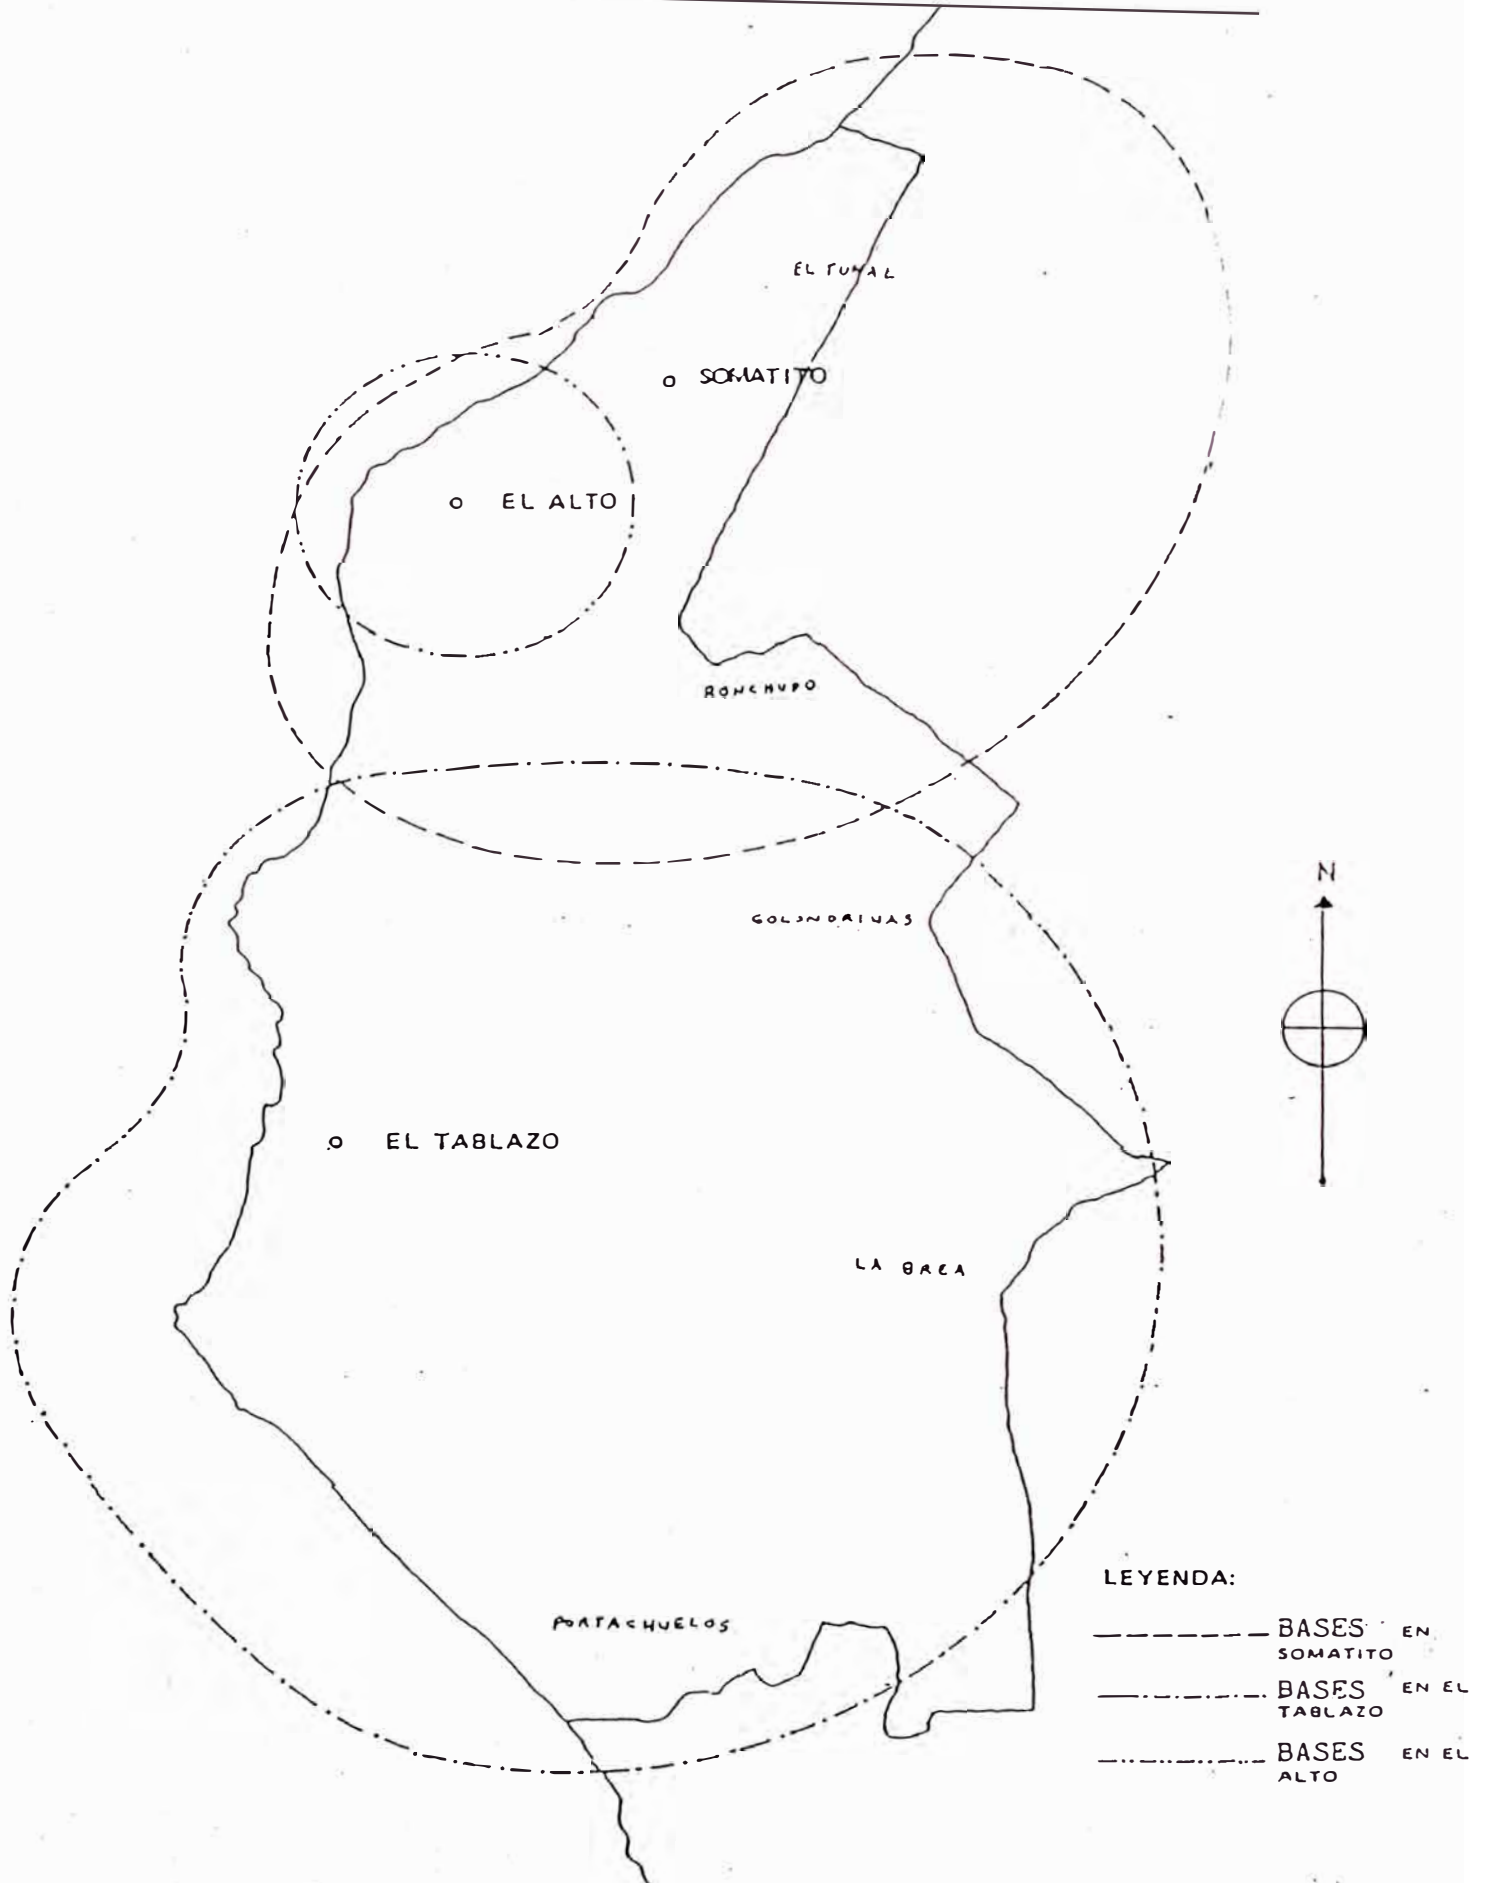 EL TUNAL
SOMATITO
EL ALTO
RONCHUDO
N
GOLONDRINAS
EL TABLAZO
LA BREA
PORTACHUELOS
LEYENDA:
BASES EN
SOMATITO
BASES EN EL
TABLAZO
BASES EN EL
ALTO